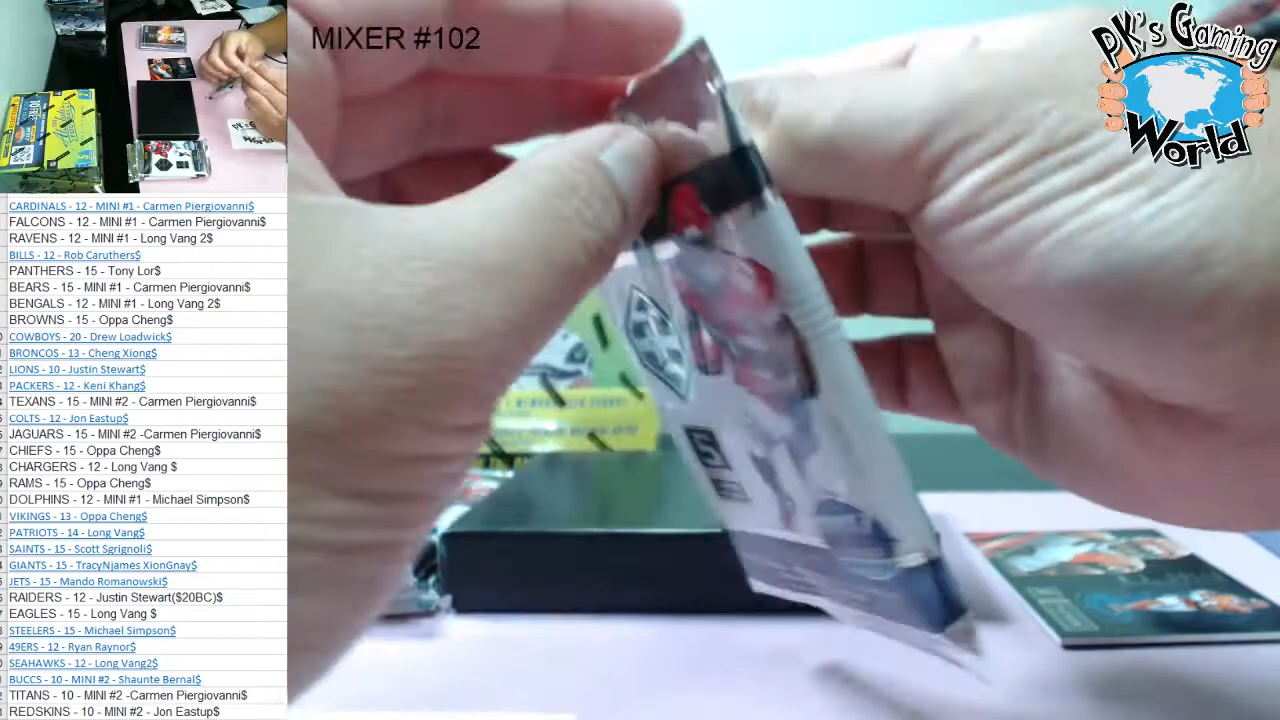 MIXER #102
PK's Gaming
World
CARDINALS - 12 - MINI #1 - Carmen Piergiovanni$
FALCONS - 12 - MINI #1 - Carmen Piergiovanni$
RAVENS - 12 - MINI #1 - Long Vang 2$
BILLS - 12 - Rob Caruthers$
PANTHERS - 15 - Tony Lor$
BEARS - 15 - MINI #1 - Carmen Piergiovanni$
BENGALS - 12 - MINI #1 - Long Vang 2$
BROWNS - 15 - Oppa Cheng$
COWBOYS - 20 - Drew Loadwick$
BRONCOS - 13 - Cheng Xiong$
LIONS - 10 - Justin Stewart$
PACKERS - 12 - Keni Khang$
TEXANS - 15 - MINI #2 - Carmen Piergiovanni$
COLTS - 12 - Jon Eastup$
JAGUARS - 15 - MINI #2 -Carmen Piergiovanni$
CHIEFS - 15 - Oppa Cheng$
CHARGERS - 12 - Long Vang $
RAMS - 15 - Oppa Cheng$
DOLPHINS - 12 - MINI #1 - Michael Simpson$
VIKINGS - 13 - Oppa Cheng$
PATRIOTS - 14 - Long Vang$
SAINTS - 15 - Scott Sgrignoli$
GIANTS - 15 - TracyNjames XionGnay$
JETS - 15 - Mando Romanowski$
RAIDERS - 12 - Justin Stewart($20BC)$
EAGLES - 15 - Long Vang $
STEELERS - 15 - Michael Simpson$
49ERS - 12 - Ryan Raynor$
SEAHAWKS - 12 - Long Vang2$
BUCCS - 10 - MINI #2 - Shaunte Bernal$
TITANS - 10 - MINI #2 -Carmen Piergiovanni$
REDSKINS - 10 - MINI #2 - Jon Eastup$